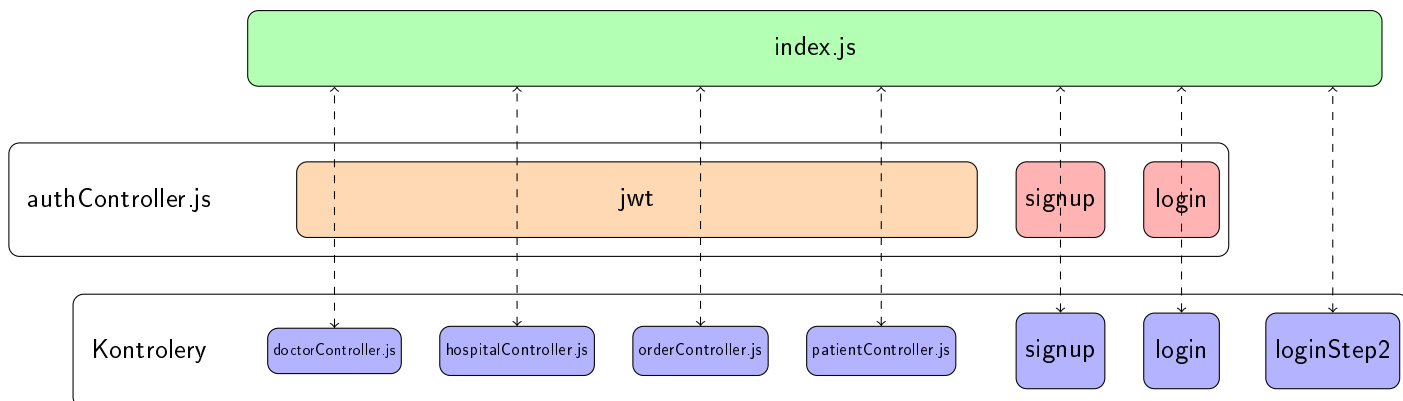 index.js
authController.js
jwt
signup
login
Kontrolery
doctorController.js
hospitalController.js
orderController.js
patientController.js
signup
login
loginStep2